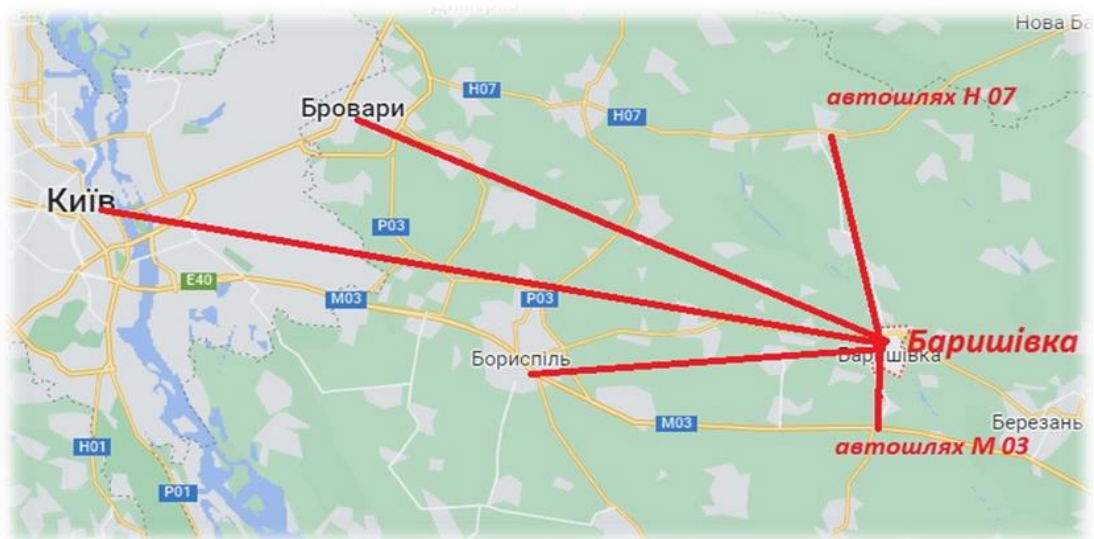 Нова Ба
H07
автошлях Н 07
Бровари
H07
Київ
P03
E40
M03
P03
Баришівка
Бориспіль
Баришівка
M03
Березань
автошлях М 03
H01
P01